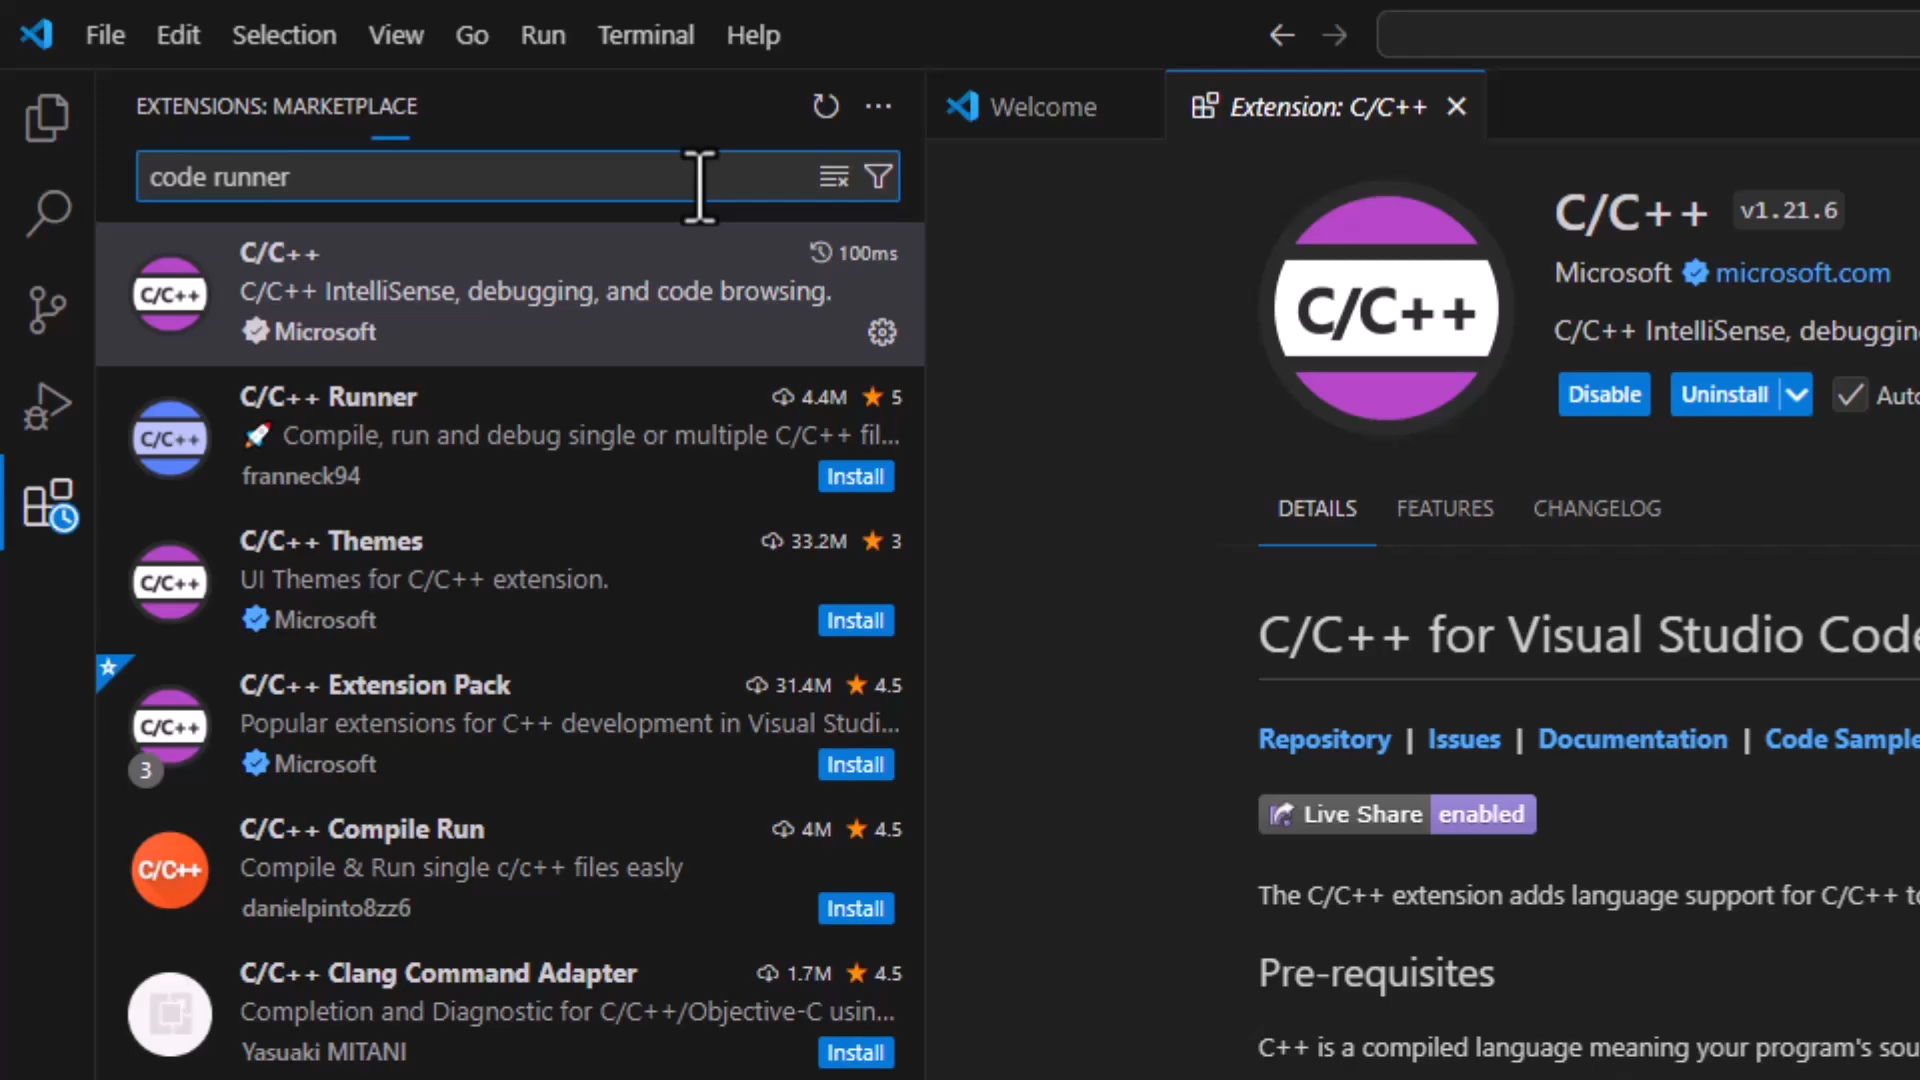 File Edit Selection View Go Run Terminal Help
EXTENSIONS: MARKETPLACE
code runner
C/C++
100ms
C/C++ IntelliSense, debugging, and code browsing.
Microsoft
C/C++ Runner
4.4M 5
Compile, run and debug single or multiple C/C++ fil...
franneck94
Install
C/C++ Themes
33.2M 3
UI Themes for C/C++ extension.
Microsoft
Install
C/C++ Extension Pack
31.4M 4.5
Popular extensions for C++ development in Visual Studi...
3
Microsoft
Install
C/C++ Compile Run
4M 4.5
Compile & Run single c/c++ files easly
danielpinto8zz6
Install
C/C++ Clang Command Adapter
1.7M 4.5
Completion and Diagnostic for C/C++/Objective-C usin...
Yasuaki MITANI
Install
Welcome
Extension: C/C++
C/C++
C/C++ v1.21.6
Microsoft microsoft.com
C/C++ IntelliSense, debuggin
Disable Uninstall Auto
DETAILS FEATURES CHANGELOG
C/C++ for Visual Studio Code
Repository | Issues | Documentation | Code Sample
Live Share enabled
The C/C++ extension adds language support for C/C++ to
Pre-requisites
C++ is a compiled language meaning your program's sou